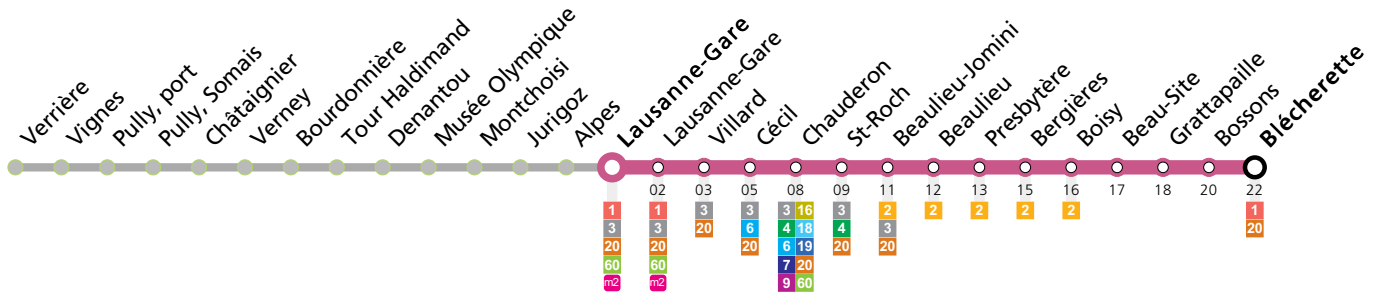 Verrière
Vignes
Pully, port
Pully, Somais
Châtaignier
Verney
Bourdonnière
Tour Haldimand
Denantou
Musée Olympique
Montchoisi
Jurigoz
Alpes
Lausanne-Gare
Lausanne-Gare
Villard
Cécil
Chauderon
St-Roch
Beaulieu-Jomini
Beaulieu
Presbytère
Bergières
Boisy
Beau-Site
Grattapaille
Bossons
Blécherette
02 03 05 08 09 11 12 13 15 16 17 18 20 22
1 1 3 3 3 16 3 2 2 2 2 2 1
3 3 20 6 4 18 4 3 20
20 20 20 6 19 20 20
60 60 7 20
m2 m2 9 60